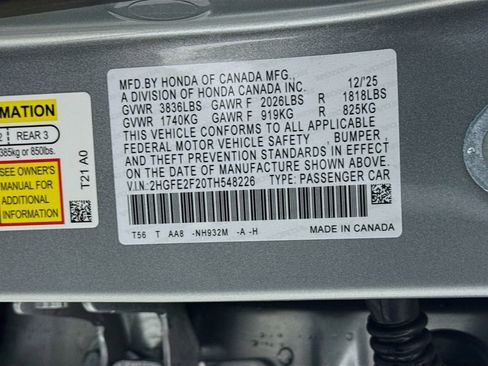 MFD.BY HONDA OF CANADA MFG.,
A DIVISION OF HONDA CANADA INC. 12/25
GVWR 3836LBS GAWR F 2026LBS R 1818LBS
GVWR 1740KG GAWR F 919KG R 825KG
THIS VEHICLE CONFORMS TO ALL APPLICABLE
FEDERAL MOTOR VEHICLE SAFETY, BUMPER,
AND THEFT PREVENTION STANDARDS IN EFFECT
ON THE DATE OF MANUFACTURE SHOWN ABOVE.
V.I.N.:2HGFE2F20TH548226 TYPE: PASSENGER CAR
T56 T AA8 -NH932M -A -H
MADE IN CANADA
MATION
2 REAR 3
385kg or 850lbs.
SEE OWNER'S
MANUAL FOR
ADDITIONAL
INFORMATION
T21 A0